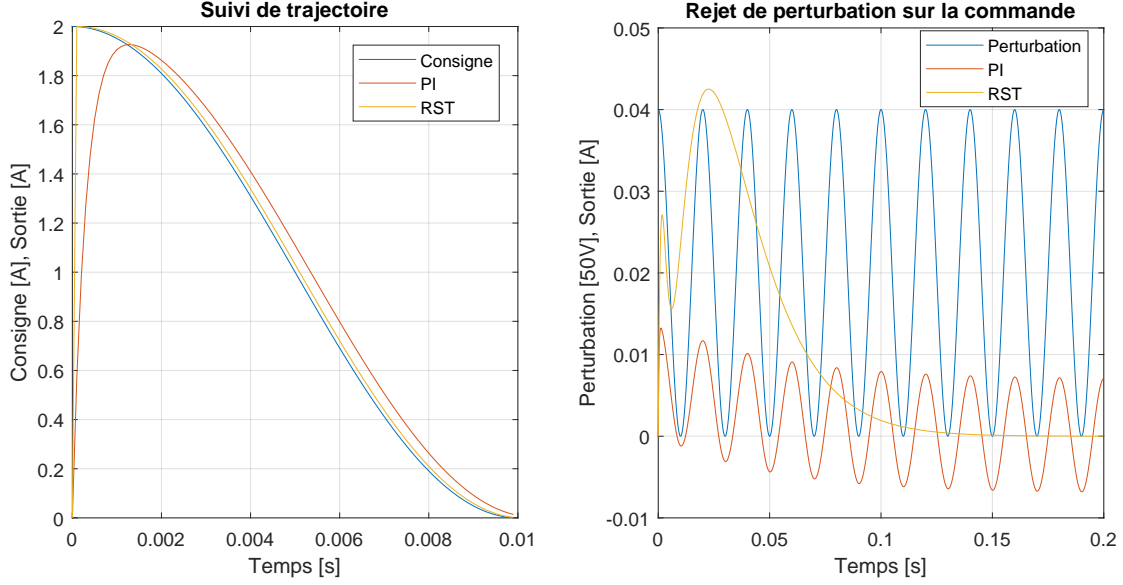 Suivi de trajectoire
Consigne
PI
RST
Consigne [A], Sortie [A]
2
1.8
1.6
1.4
1.2
1
0.8
0.6
0.4
0.2
0
0
0.002
0.004
0.006
0.008
0.01
Temps [s]
Rejet de perturbation sur la commande
Perturbation
PI
RST
Perturbation [50V], Sortie [A]
0.05
0.04
0.03
0.02
0.01
0
-0.01
0
0.05
0.1
0.15
0.2
Temps [s]